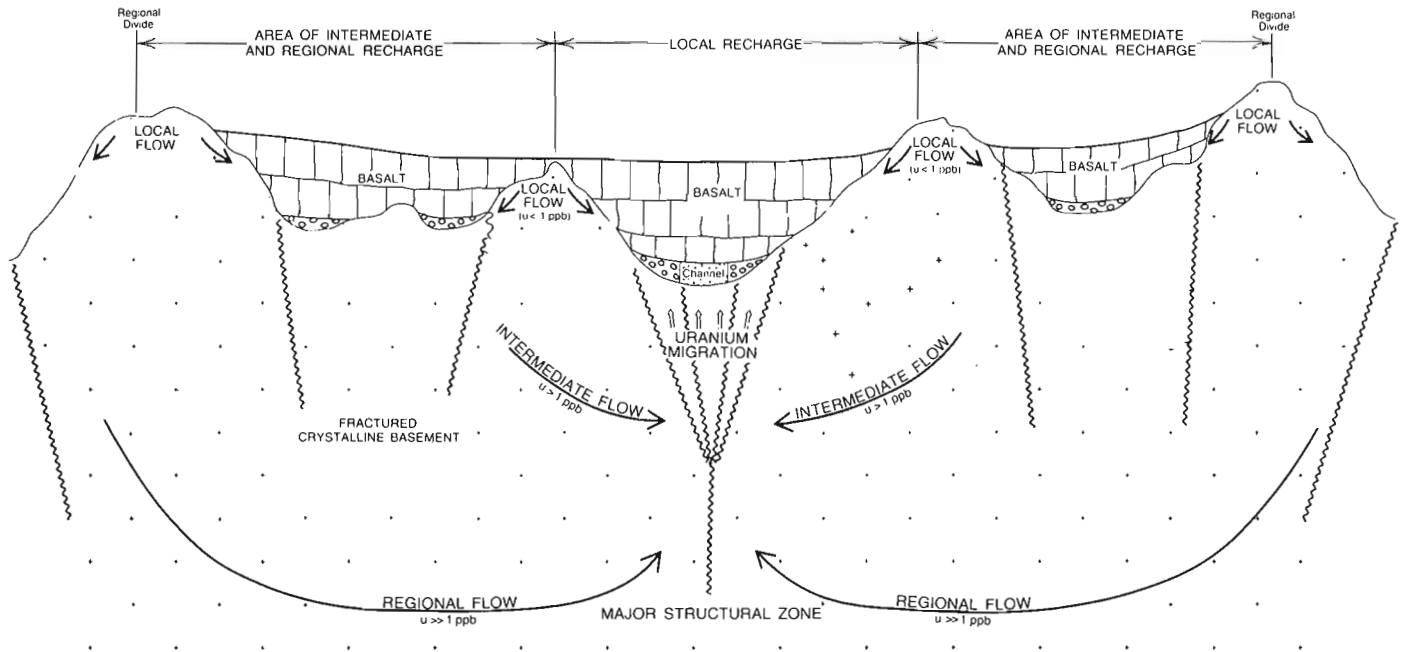 Regional
Divide
AREA OF INTERMEDIATE
AND REGIONAL RECHARGE
LOCAL RECHARGE
AREA OF INTERMEDIATE
AND REGIONAL RECHARGE
Regional
Divide
LOCAL
FLOW
BASALT
LOCAL
FLOW
(u< 1 ppb)
BASALT
LOCAL
FLOW
(u < 1 ppb)
BASALT
LOCAL
FLOW
Channel
URANIUM
MIGRATION
INTERMEDIATE FLOW
u > 1 ppb
INTERMEDIATE FLOW
u > 1 ppb
FRACTURED
CRYSTALLINE BASEMENT
REGIONAL FLOW
u >> 1 ppb
MAJOR STRUCTURAL ZONE
REGIONAL FLOW
u >> 1 ppb